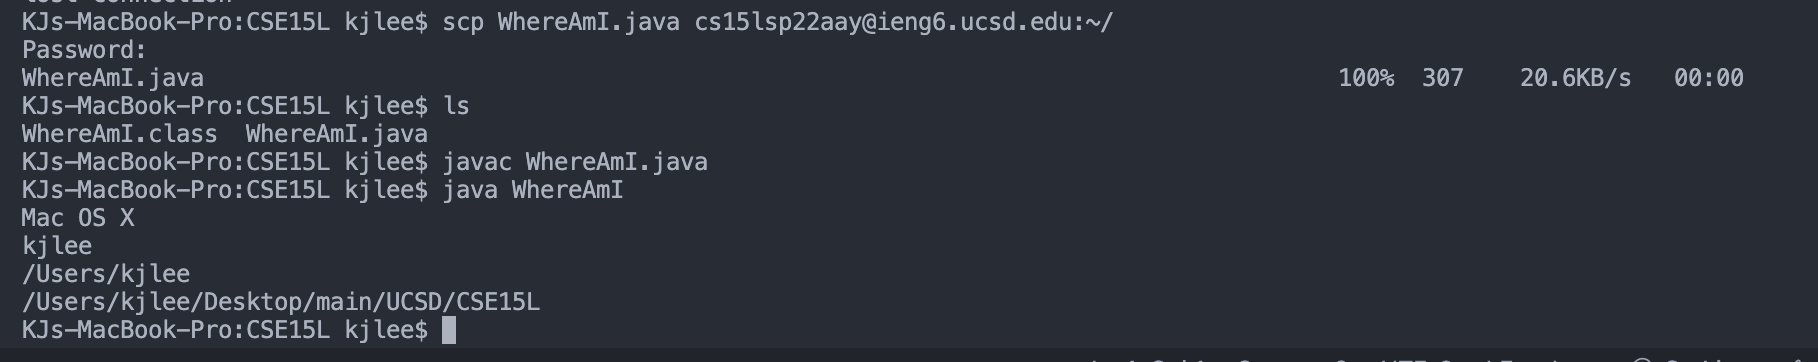 lost connection
KJs-MacBook-Pro:CSE15L kjlee$ scp WhereAmI.java cs15lsp22aay@ieng6.ucsd.edu:~/
Password:
WhereAmI.java 100% 307 20.6KB/s 00:00
KJs-MacBook-Pro:CSE15L kjlee$ ls
WhereAmI.class WhereAmI.java
KJs-MacBook-Pro:CSE15L kjlee$ javac WhereAmI.java
KJs-MacBook-Pro:CSE15L kjlee$ java WhereAmI
Mac OS X
kjlee
/Users/kjlee
/Users/kjlee/Desktop/main/UCSD/CSE15L
KJs-MacBook-Pro:CSE15L kjlee$